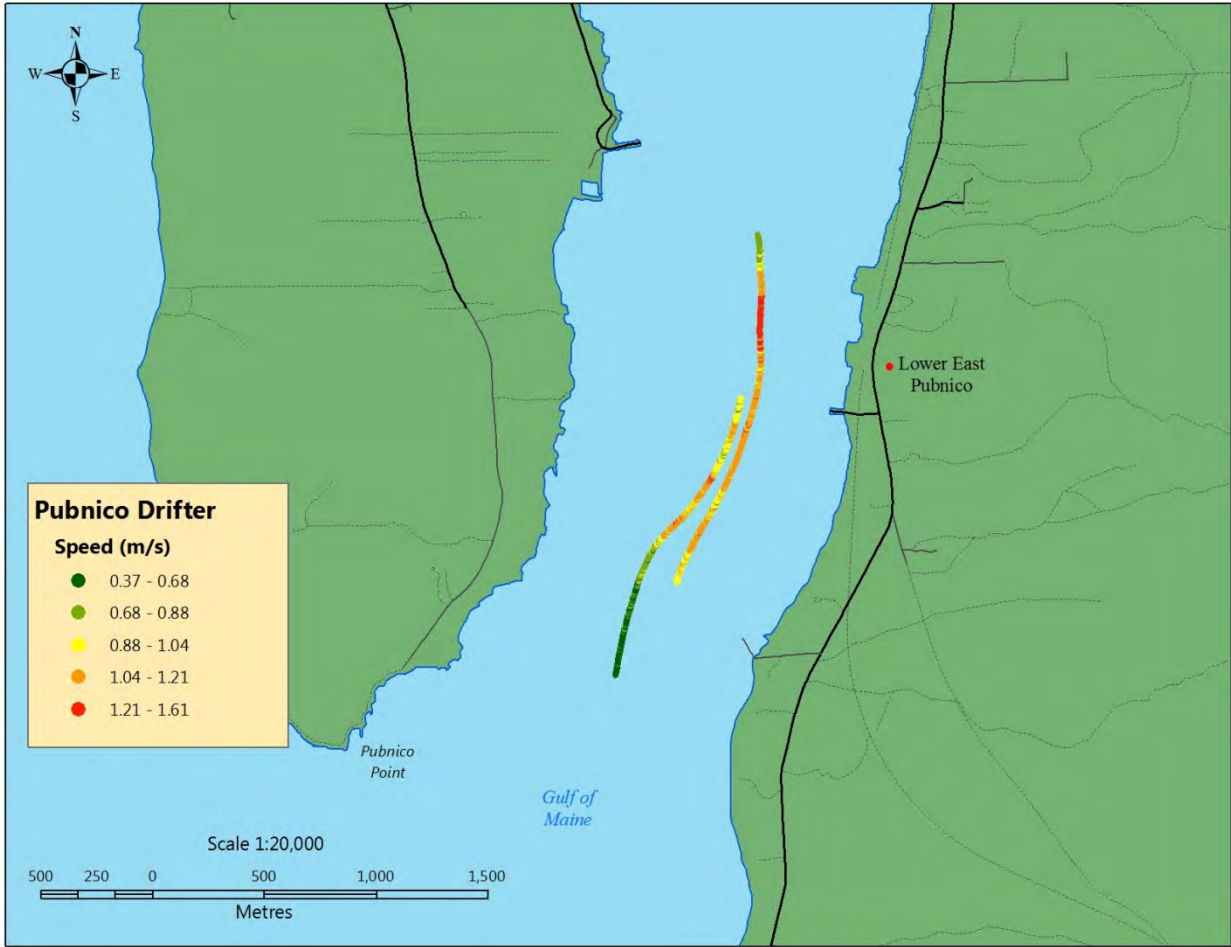 N
W E
S
Lower East
Pubnico
Pubnico Drifter
Speed (m/s)
0.37 - 0.68
0.68 - 0.88
0.88 - 1.04
1.04 - 1.21
1.21 - 1.61
Pubnico
Point
Gulf of
Maine
Scale 1:20,000
500 250 0 500 1,000 1,500
Metres